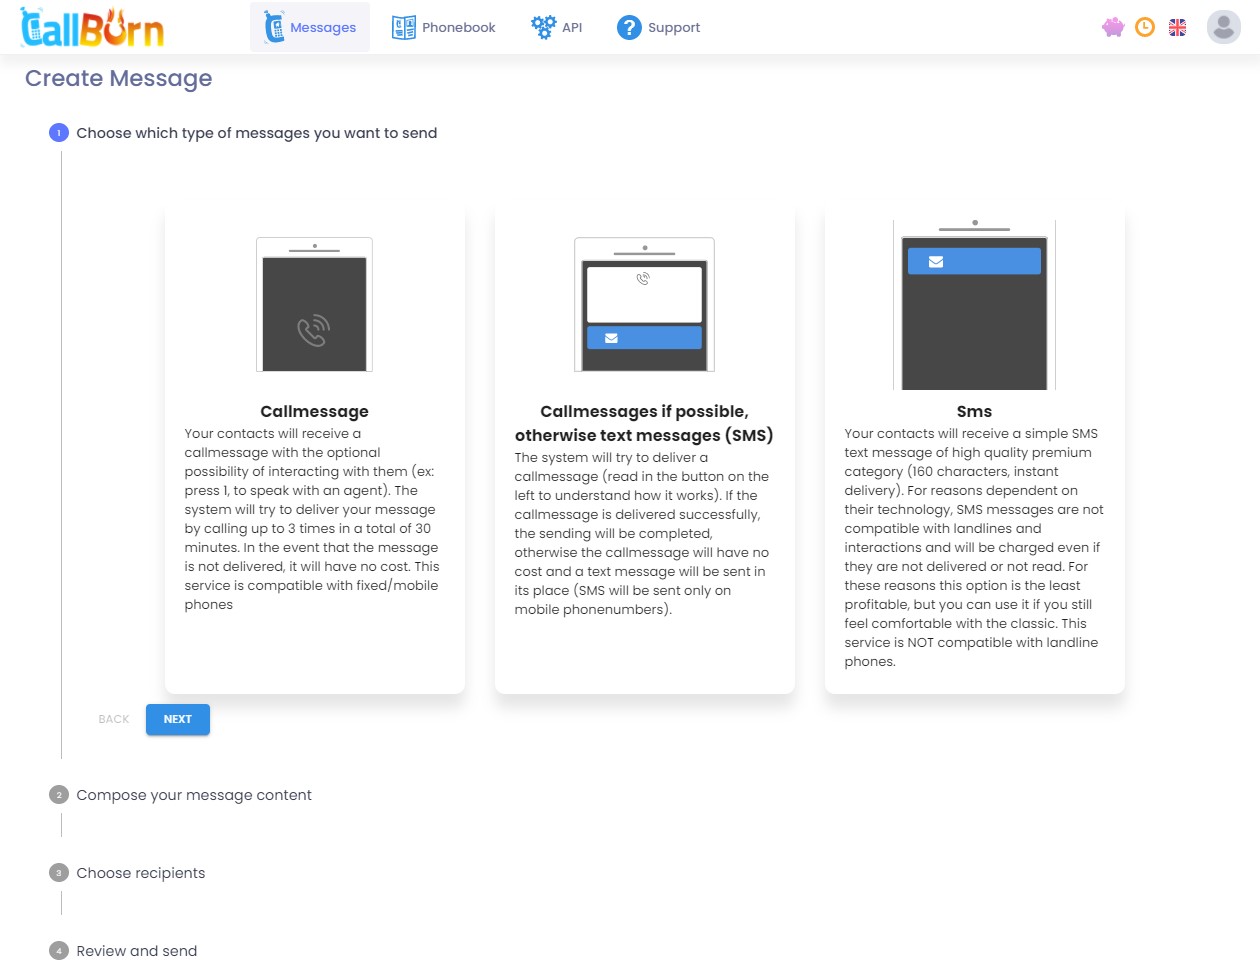 CallBurn
Messages
Phonebook
API
Support
Create Message
1
Choose which type of messages you want to send
Callmessage
Your contacts will receive a
callmessage with the optional
possibility of interacting with them (ex:
press 1, to speak with an agent). The
system will try to deliver your message
by calling up to 3 times in a total of 30
minutes. In the event that the message
is not delivered, it will have no cost. This
service is compatible with fixed/mobile
phones
Callmessages if possible,
otherwise text messages (SMS)
The system will try to deliver a
callmessage (read in the button on the
left to understand how it works). If the
callmessage is delivered successfully,
the sending will be completed,
otherwise the callmessage will have no
cost and a text message will be sent in
its place (SMS will be sent only on
mobile phonenumbers).
Sms
Your contacts will receive a simple SMS
text message of high quality premium
category (160 characters, instant
delivery). For reasons dependent on
their technology, SMS messages are not
compatible with landlines and
interactions and will be charged even if
they are not delivered or not read. For
these reasons this option is the least
profitable, but you can use it if you still
feel comfortable with the classic. This
service is NOT compatible with landline
phones.
BACK
NEXT
2
Compose your message content
3
Choose recipients
4
Review and send